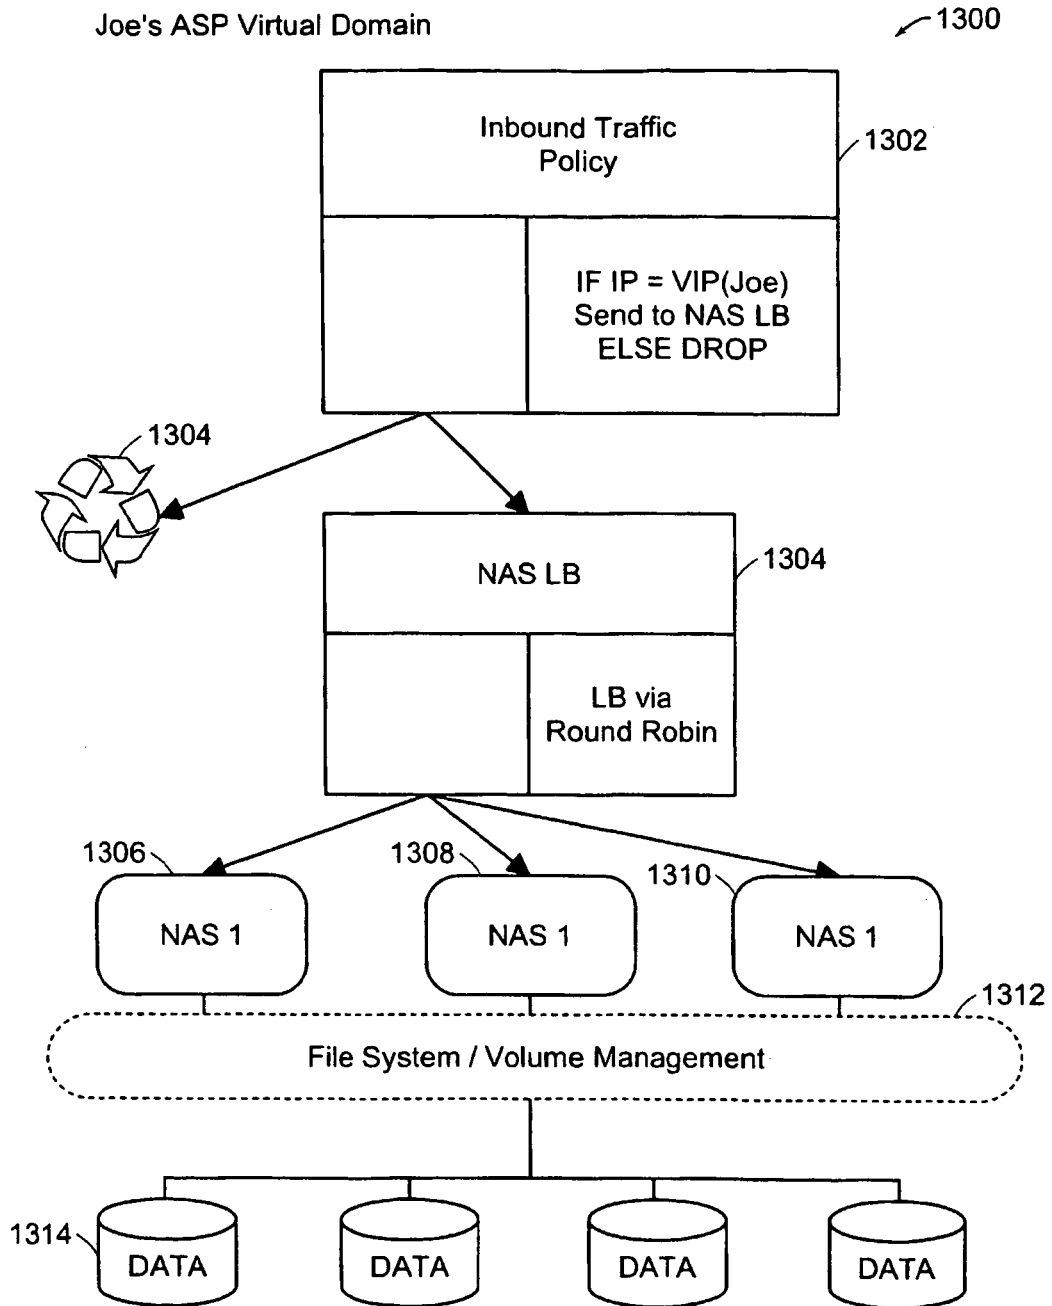 Joe's ASP Virtual Domain
1300
Inbound Traffic
Policy
1302
IF IP = VIP(Joe)
Send to NAS LB
ELSE DROP
1304
NAS LB
1304
LB via
Round Robin
1306
1308
1310
NAS 1
NAS 1
NAS 1
1312
File System / Volume Management
1314
DATA
DATA
DATA
DATA